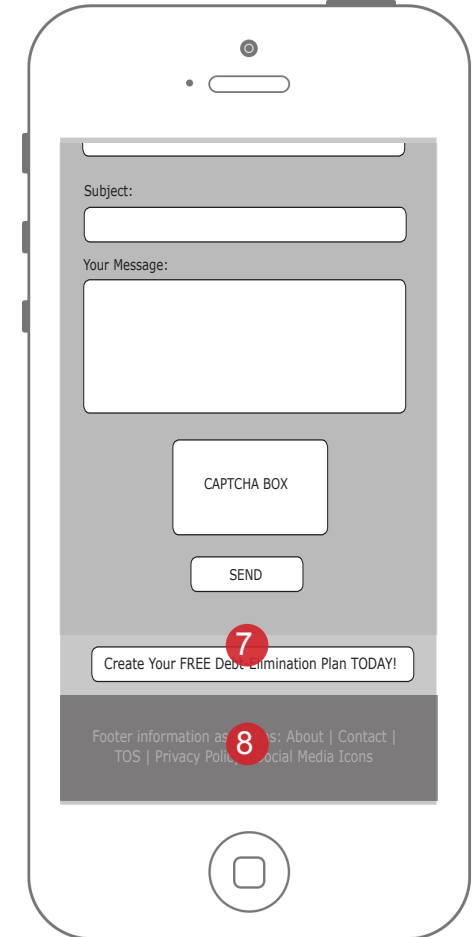 Subject:
Your Message:
CAPTCHA BOX
SEND
7
Create Your FREE Debt-Elimination Plan TODAY!
Footer information as : About | Contact |
8
TOS | Privacy Social Media Icons